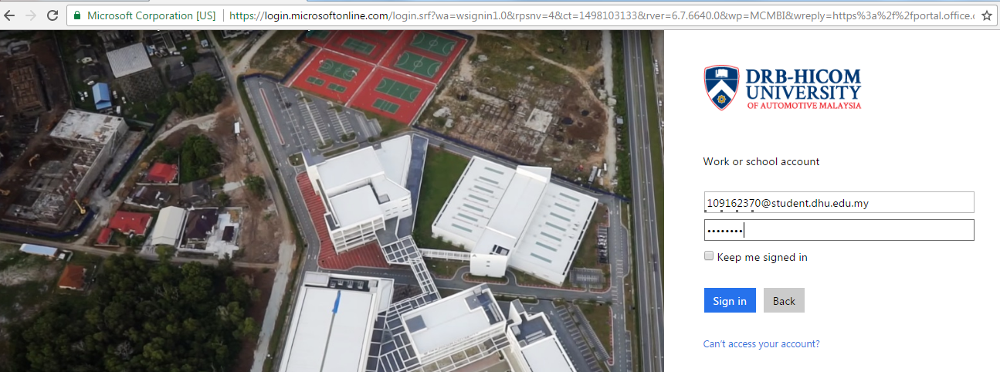 Microsoft Corporation [US] https://login.microsoftonline.com/login.srf?wa=wsignin1.0&rpsnv=4&ct=1498103133&rver=6.7.6640.0&wp=MCMBI&wreply=https%3a%2f%2fportal.office.c
DRB-HICOM
UNIVERSITY
OF AUTOMOTIVE MALAYSIA
Work or school account
109162370@student.dhu.edu.my
••••••••
Keep me signed in
Sign in Back
Can't access your account?